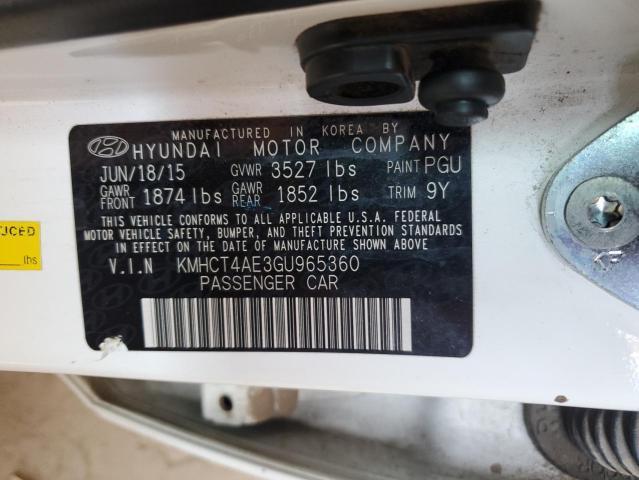 MANUFACTURED IN KOREA BY
HYUNDAI MOTOR COMPANY
JUN/18/15 GVWR 3527 lbs PAINT PGU
GAWR FRONT 1874 lbs GAWR REAR 1852 lbs TRIM 9Y
THIS VEHICLE CONFORMS TO ALL APPLICABLE U.S.A. FEDERAL
MOTOR VEHICLE SAFETY, BUMPER, AND THEFT PREVENTION STANDARDS
IN EFFECT ON THE DATE OF MANUFACTURE SHOWN ABOVE.
V.I.N KMHCT4AE3GU965360
PASSENGER CAR
lbs